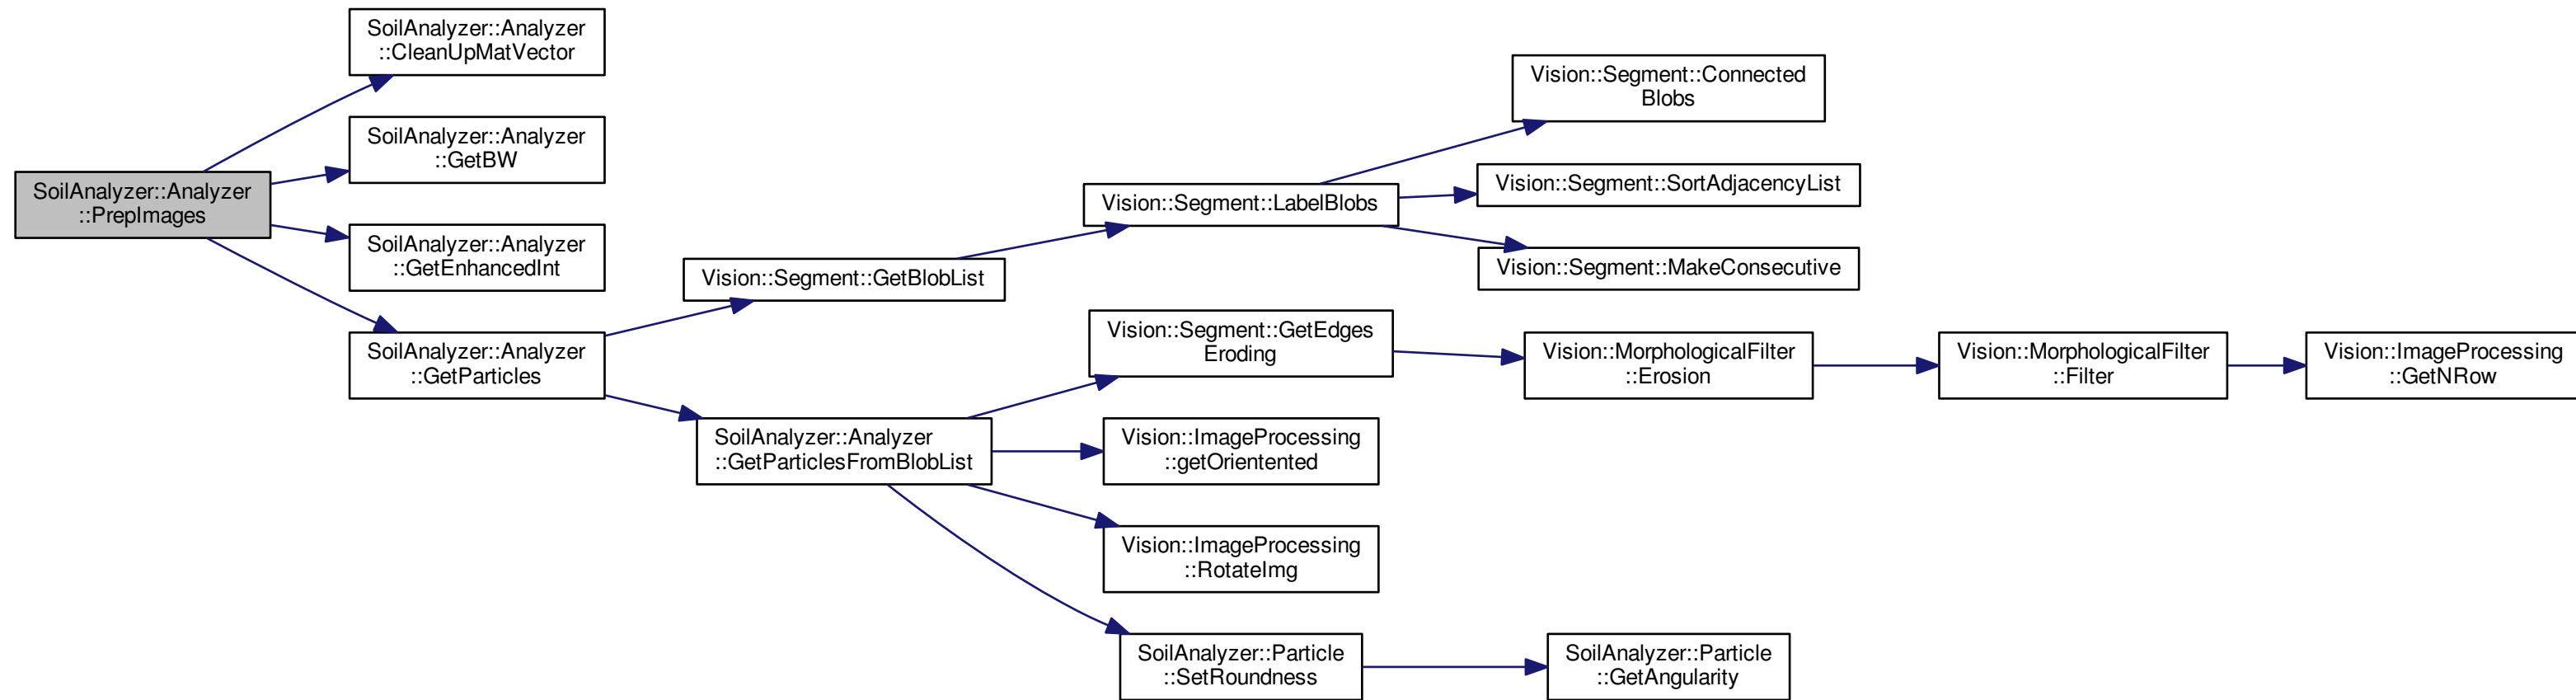 SoilAnalyzer::Analyzer
::PrepImages
SoilAnalyzer::Analyzer
::CleanUpMatVector
SoilAnalyzer::Analyzer
::GetBW
SoilAnalyzer::Analyzer
::GetEnhancedInt
SoilAnalyzer::Analyzer
::GetParticles
Vision::Segment::GetBlobList
SoilAnalyzer::Analyzer
::GetParticlesFromBlobList
Vision::Segment::LabelBlobs
Vision::Segment::GetEdges
Eroding
Vision::ImageProcessing
::getOrientented
Vision::ImageProcessing
::RotateImg
SoilAnalyzer::Particle
::SetRoundness
Vision::Segment::Connected
Blobs
Vision::Segment::SortAdjacencyList
Vision::Segment::MakeConsecutive
Vision::MorphologicalFilter
::Erosion
SoilAnalyzer::Particle
::GetAngularity
Vision::MorphologicalFilter
::Filter
Vision::ImageProcessing
::GetNRow